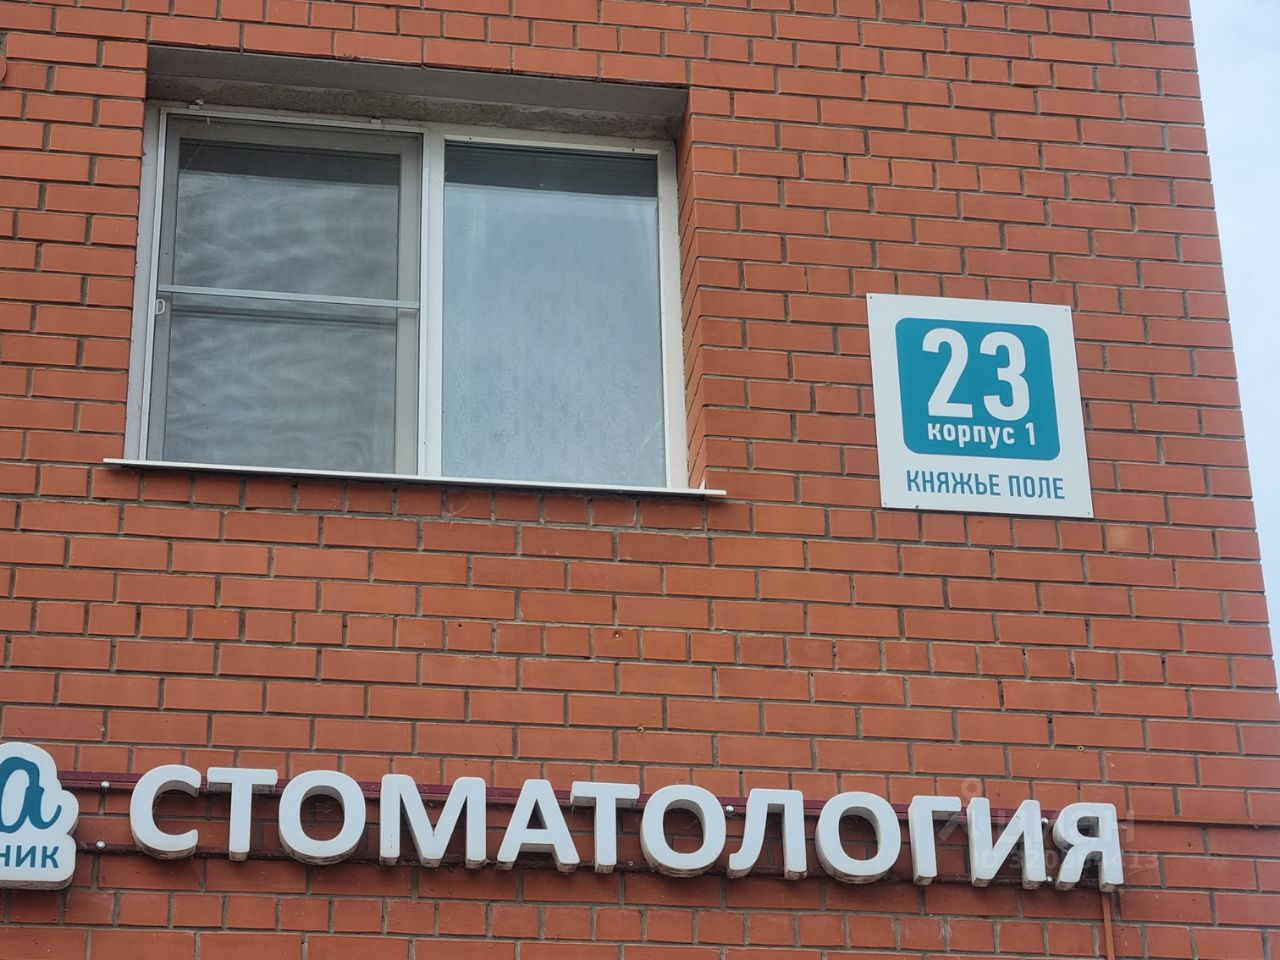 23
корпус 1
КНЯЖЬЕ ПОЛЕ
а
НИК
СТОМАТОЛОГИЯ